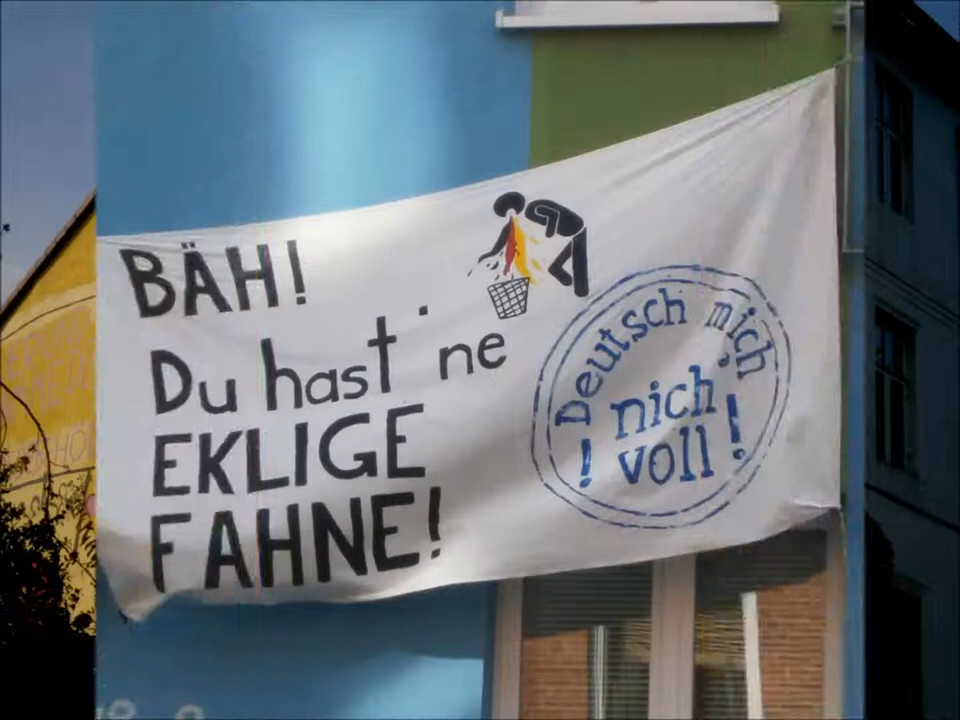 BÄH!
Du hast 'ne
EKLIGE
FAHNE!
Deutsch mich
nich'
voll
! !